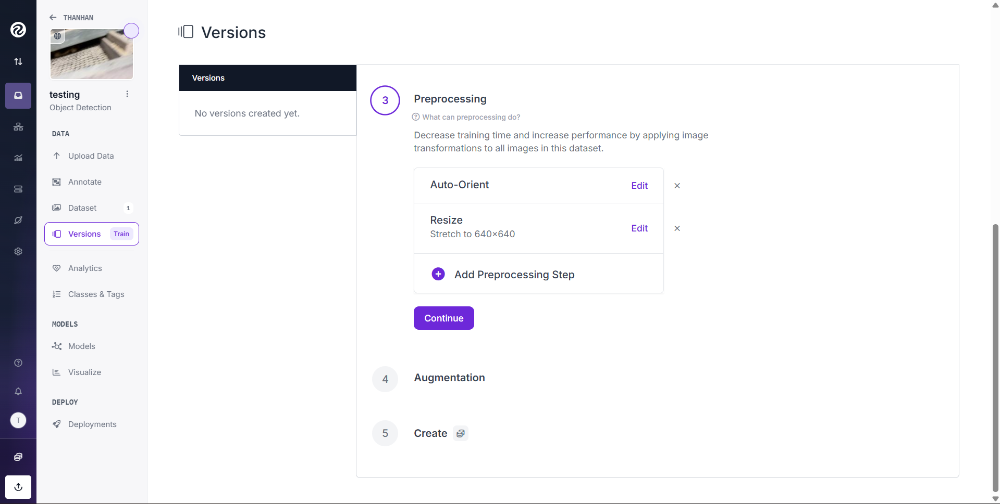 THANHAN
testing
Object Detection
DATA
Upload Data
Annotate
Dataset 1
Versions Train
Analytics
Classes & Tags
MODELS
Models
Visualize
DEPLOY
Deployments
T
Versions
Versions
No versions created yet.
3 Preprocessing
What can preprocessing do?
Decrease training time and increase performance by applying image
transformations to all images in this dataset.
Auto-Orient Edit
Resize
Stretch to 640×640 Edit
Add Preprocessing Step
Continue
4 Augmentation
5 Create